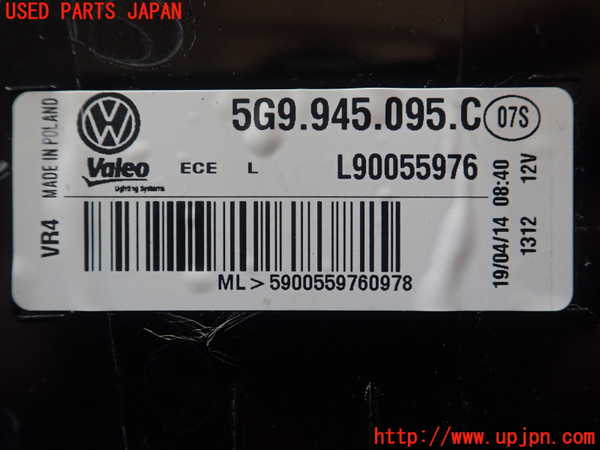 USED PARTS JAPAN
MADE IN POLAND
VR4
5G9.945.095.C 07S
Valeo
Lighting Systems
ECE L L90055976
ML>5900559760978
19/04/14 08:40
1312 12V
http://www.upjpn.com/